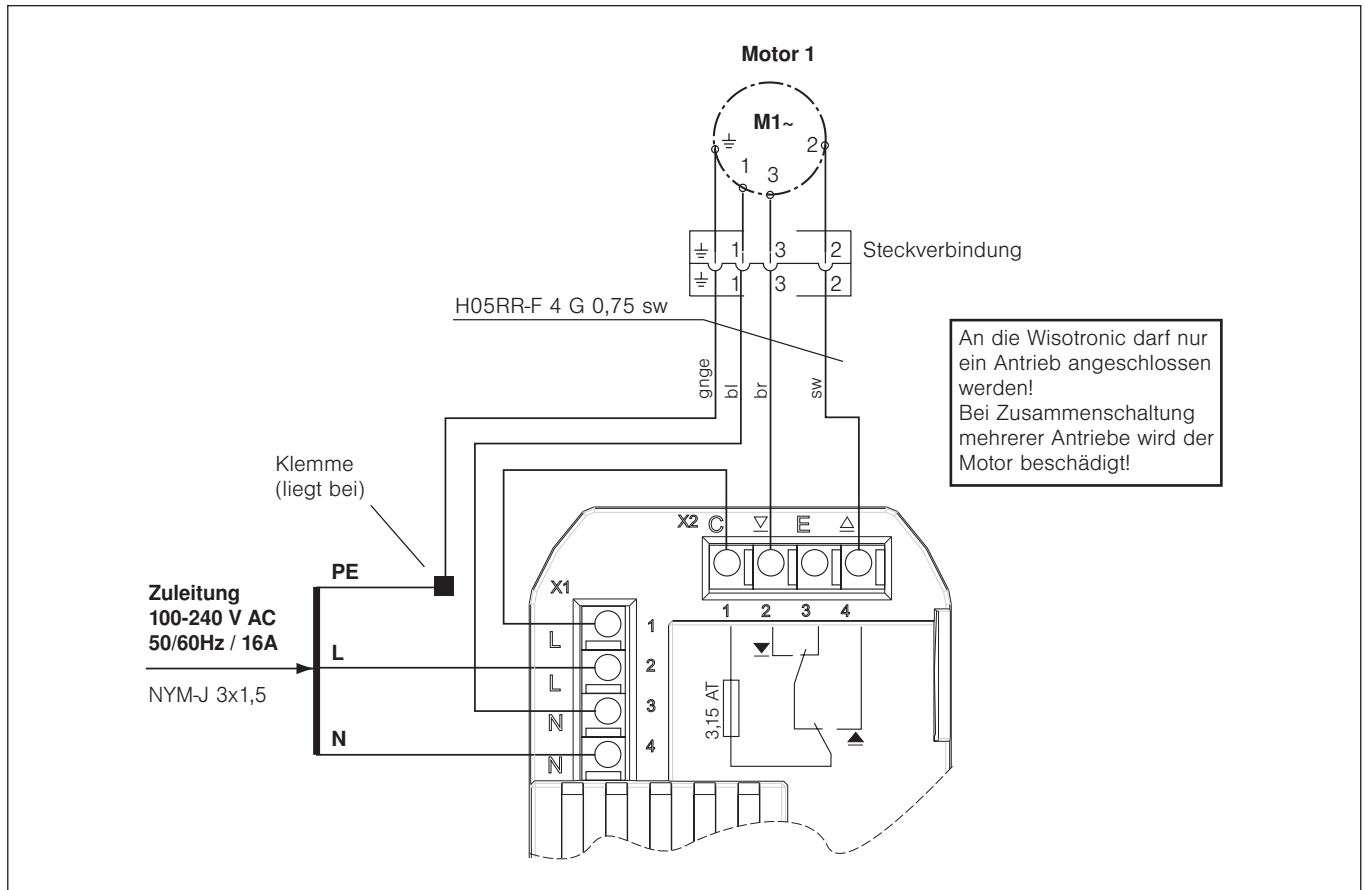 Motor 1
M1~
2
1
3
1 3 2
Steckverbindung
1 3 2
H05RR-F 4 G 0,75 sw
An die Wisotronic darf nur
ein Antrieb angeschlossen
werden!
Bei Zusammenschaltung
mehrerer Antriebe wird der
Motor beschädigt!
gnge
bl
br
sw
Klemme
(liegt bei)
X2 C E
PE
X1
Zuleitung
100-240 V AC
50/60Hz / 16A
NYM-J 3x1,5
L
N
L
L
N
N
1
2
3
4
1 2 3 4
3,15 AT